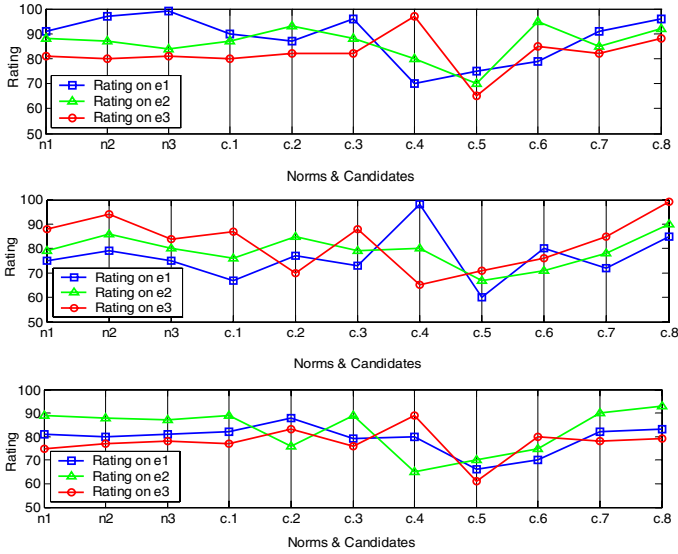 100
90
80
70
60
50
Rating
Rating on e1
Rating on e2
Rating on e3
n1 n2 n3 c.1 c.2 c.3 c.4 c.5 c.6 c.7 c.8
Norms & Candidates
100
90
80
70
60
50
Rating
Rating on e1
Rating on e2
Rating on e3
n1 n2 n3 c.1 c.2 c.3 c.4 c.5 c.6 c.7 c.8
Norms & Candidates
100
90
80
70
60
50
Rating
Rating on e1
Rating on e2
Rating on e3
n1 n2 n3 c.1 c.2 c.3 c.4 c.5 c.6 c.7 c.8
Norms & Candidates